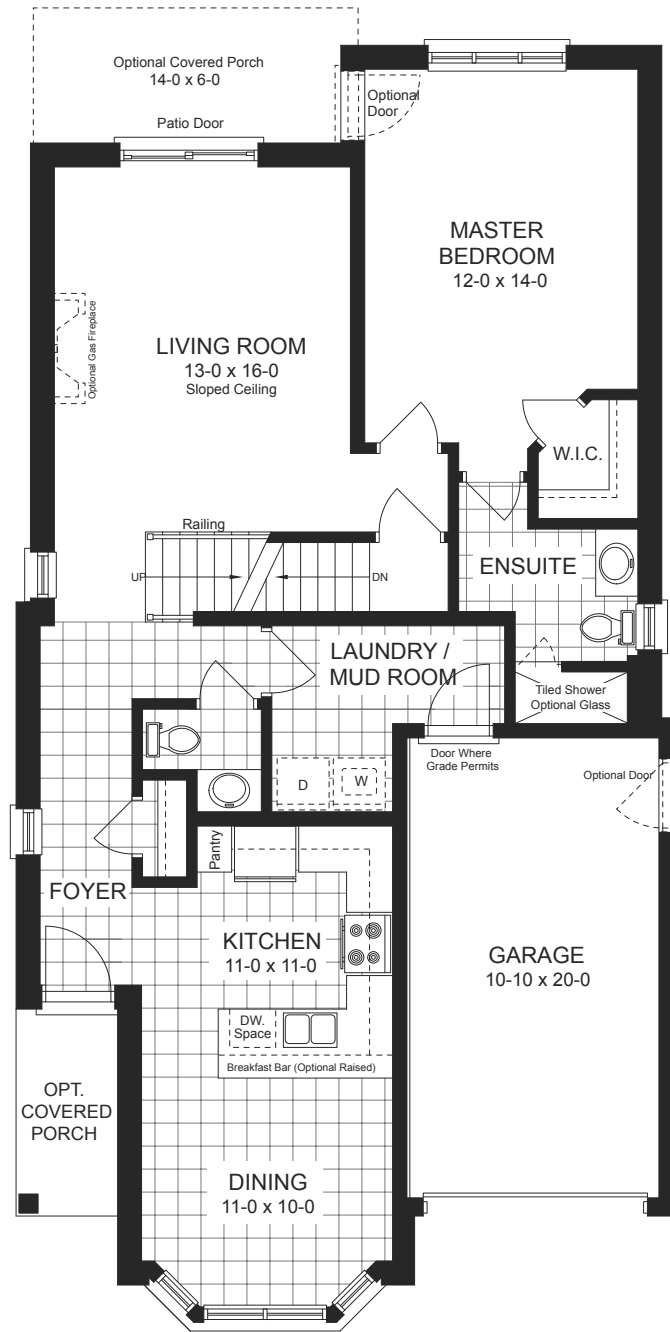 Optional Covered Porch
14-0 x 6-0
Patio Door
Optional
Door
MASTER
BEDROOM
12-0 x 14-0
Optional Gas Fireplace
LIVING ROOM
13-0 x 16-0
Sloped Ceiling
W.I.C.
Railing
UP
DN
ENSUITE
LAUNDRY /
MUD ROOM
Tiled Shower
Optional Glass
Door Where
Grade Permits
Optional Door
D
W
Pantry
FOYER
KITCHEN
11-0 x 11-0
GARAGE
10-10 x 20-0
DW.
Space
Breakfast Bar (Optional Raised)
OPT.
COVERED
PORCH
DINING
11-0 x 10-0